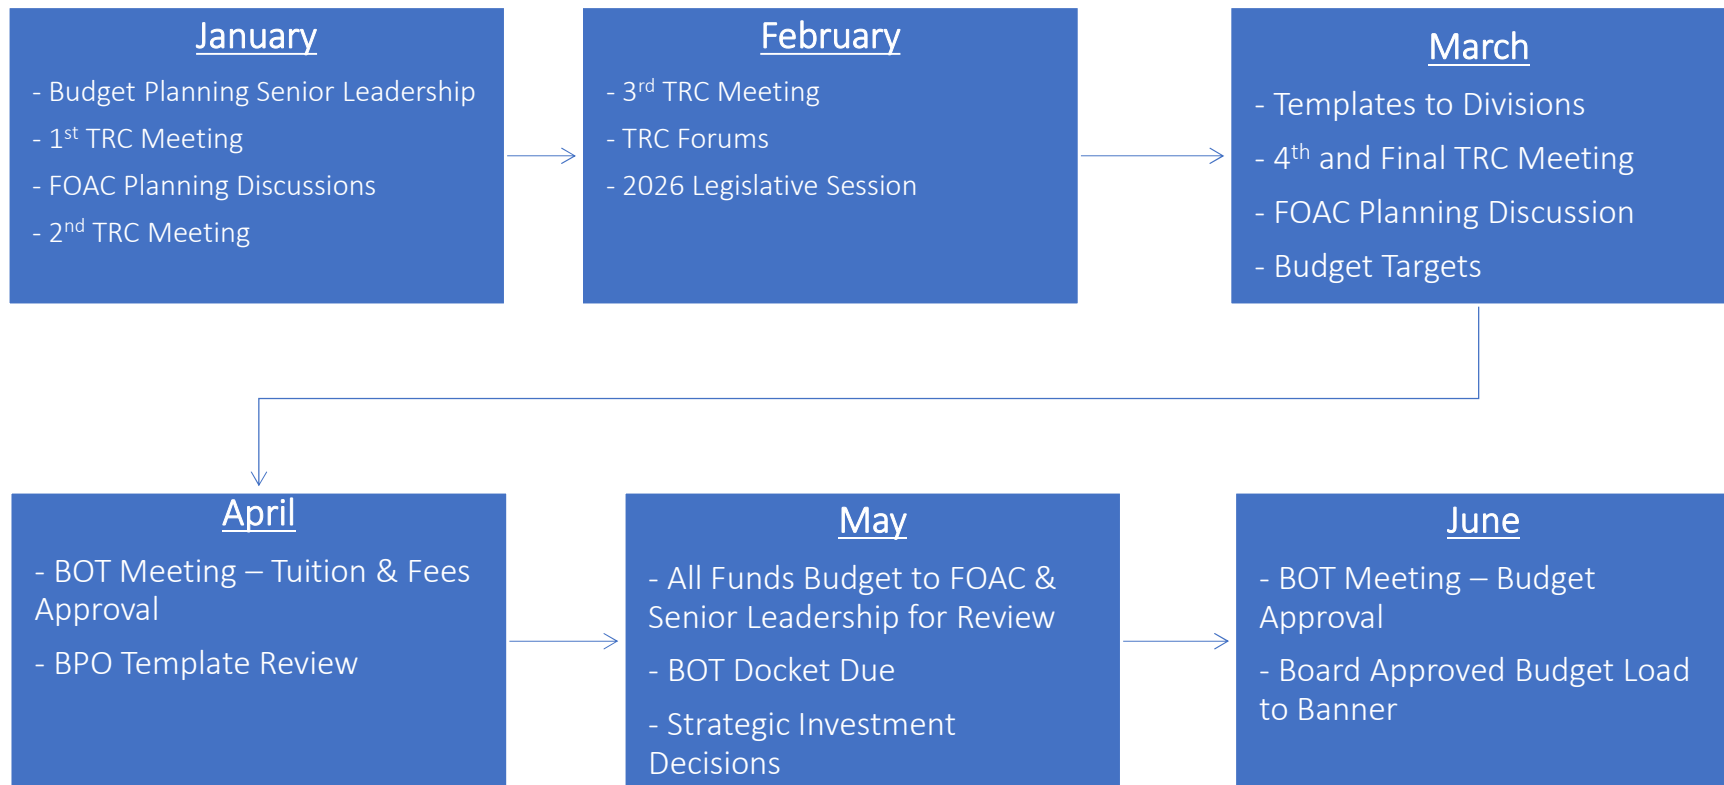 January
- Budget Planning Senior Leadership
- 1st TRC Meeting
- FOAC Planning Discussions
- 2nd TRC Meeting
February
- 3rd TRC Meeting
- TRC Forums
- 2026 Legislative Session
March
- Templates to Divisions
- 4th and Final TRC Meeting
- FOAC Planning Discussion
- Budget Targets
April
- BOT Meeting – Tuition & Fees
Approval
- BPO Template Review
May
- All Funds Budget to FOAC &
Senior Leadership for Review
- BOT Docket Due
- Strategic Investment
Decisions
June
- BOT Meeting – Budget
Approval
- Board Approved Budget Load
to Banner